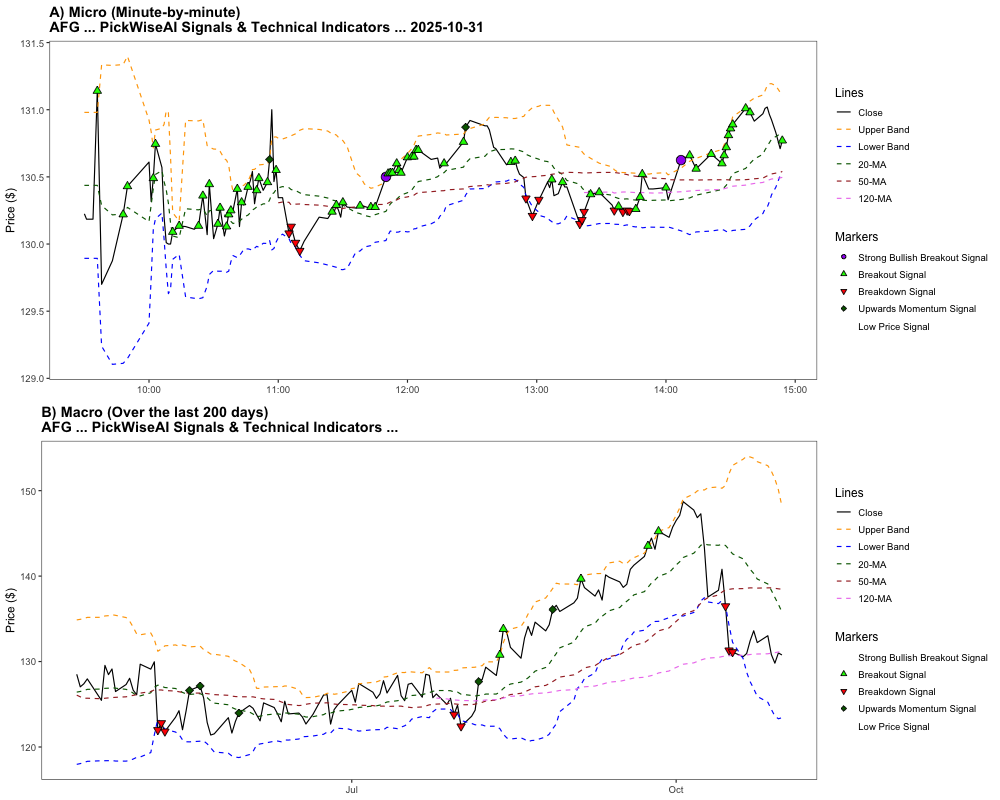 A) Micro (Minute-by-minute)
AFG ... PickWiseAI Signals & Technical Indicators ... 2025-10-31
131.5
131.0
130.5
130.0
129.5
129.0
Price ($)
10:00
11:00
12:00
13:00
14:00
15:00
Lines
Close
Upper Band
Lower Band
20-MA
50-MA
120-MA
Markers
Strong Bullish Breakout Signal
Breakout Signal
Breakdown Signal
Upwards Momentum Signal
Low Price Signal
B) Macro (Over the last 200 days)
AFG ... PickWiseAI Signals & Technical Indicators ...
150
140
130
120
Price ($)
Jul
Oct
Lines
Close
Upper Band
Lower Band
20-MA
50-MA
120-MA
Markers
Strong Bullish Breakout Signal
Breakout Signal
Breakdown Signal
Upwards Momentum Signal
Low Price Signal